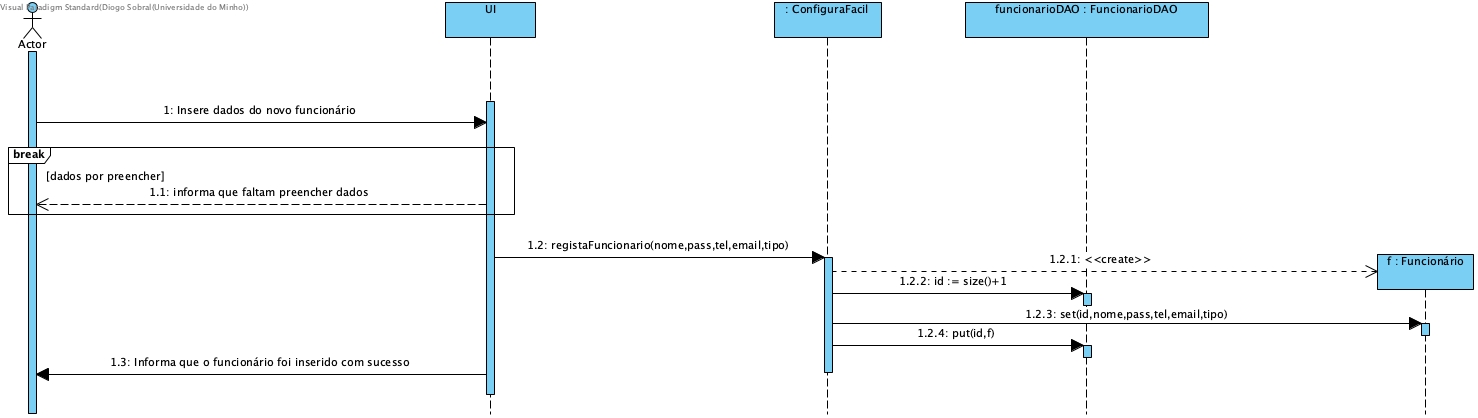 Visual Paradigm Standard(Diogo Sobral(Universidade do Minho))
Actor
UI
: ConfiguraFacil
funcionarioDAO : FuncionarioDAO
1: Insere dados do novo funcionário
break
[dados por preencher]
1.1: informa que faltam preencher dados
1.2: registaFuncionario(nome,pass,tel,email,tipo)
1.2.1: <<create>>
f : Funcionário
1.2.2: id := size()+1
1.2.3: set(id,nome,pass,tel,email,tipo)
1.2.4: put(id,f)
1.3: Informa que o funcionário foi inserido com sucesso